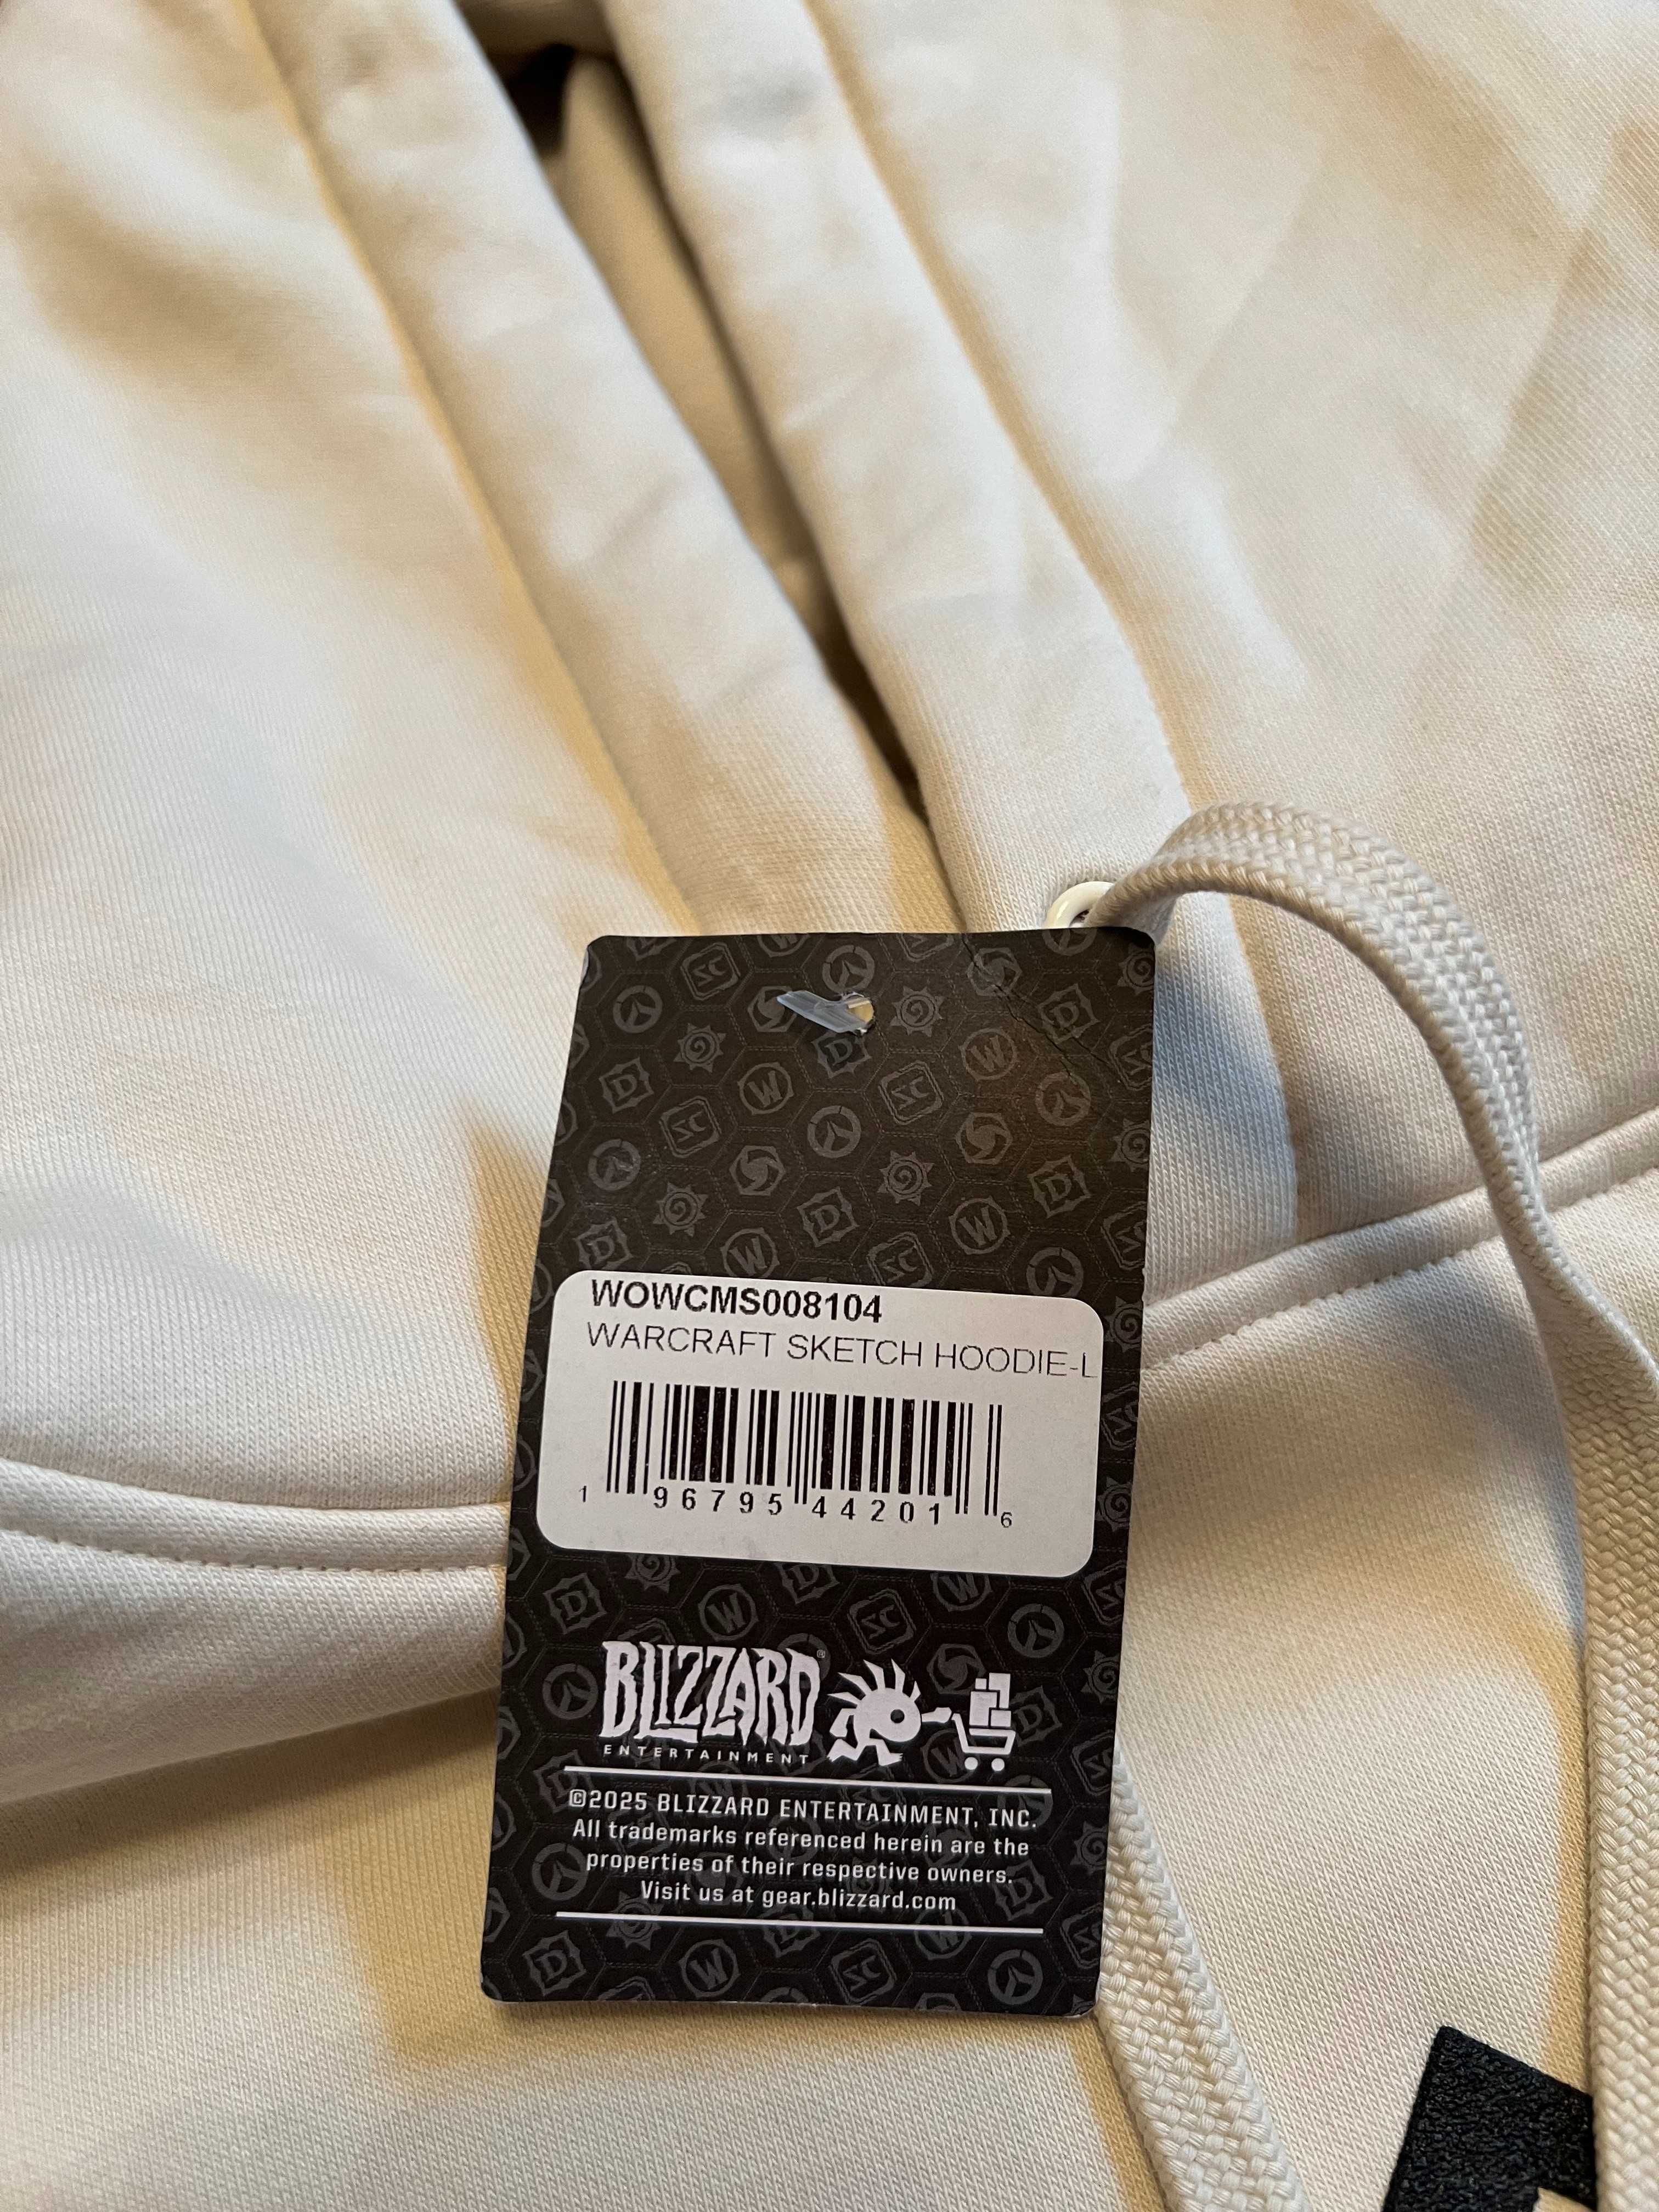 WOWCMS008104
WARCRAFT SKETCH HOODIE-L
1 96795 44201 6
BLIZZARD®
ENTERTAINMENT
©2025 BLIZZARD ENTERTAINMENT, INC.
All trademarks referenced herein are the
properties of their respective owners.
Visit us at gear.blizzard.com